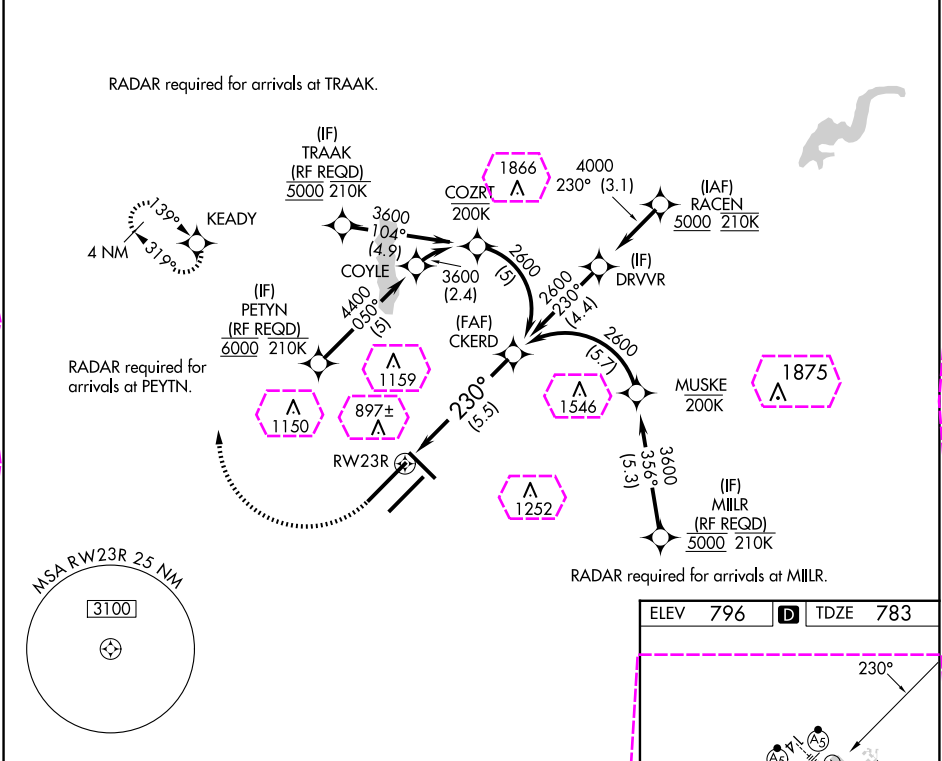 RADAR required for arrivals at TRAAK.
(IF)
TRAAK
(RF REQD)
5000 210K
1866
COZRT
200K
4000
230° (3.1)
(IAF)
RACEN
5000 210K
139°
KEADY
4 NM
319°
3600
104°
(4.9)
COYLE
3600
(2.4)
2600
(5)
(IF)
DRVVR
2600
230°
(4.4)
(IF)
PETYN
(RF REQD)
6000 210K
4400
050°
(5)
(FAF)
CKERD
2600
(5.7)
RADAR required for
arrivals at PEYTN.
1159
1150
897±
230°
(5.5)
1546
MUSKE
200K
1875
RW23R
1252
3600
356°
(5.3)
(IF)
MIILR
(RF REQD)
5000 210K
RADAR required for arrivals at MIILR.
MSA RW23R 25 NM
3100
ELEV 796 D TDZE 783
230°
A5
A5